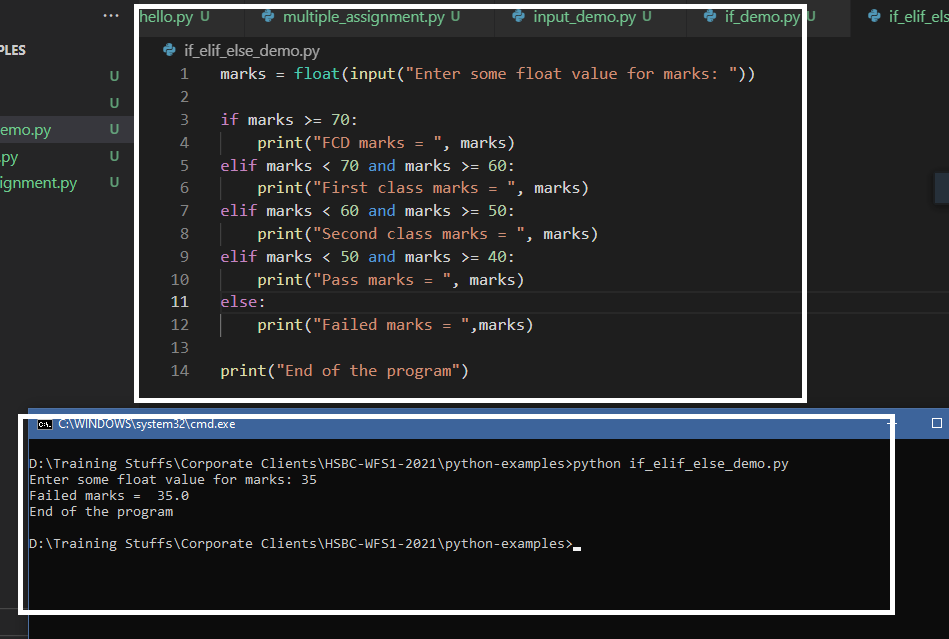 ··· hello.py U multiple_assignment.py U input_demo.py U if_demo.py U if_elif_els
PLES
U
U
emo.py U
.py U
ignment.py U
if_elif_else_demo.py
1 marks = float(input("Enter some float value for marks: "))
2
3 if marks >= 70:
4 print("FCD marks = ", marks)
5 elif marks < 70 and marks >= 60:
6 print("First class marks = ", marks)
7 elif marks < 60 and marks >= 50:
8 print("Second class marks = ", marks)
9 elif marks < 50 and marks >= 40:
10 print("Pass marks = ", marks)
11 else:
12 print("Failed marks = ",marks)
13
14 print("End of the program")
C:\WINDOWS\system32\cmd.exe
D:\Training Stuffs\Corporate Clients\HSBC-WFS1-2021\python-examples>python if_elif_else_demo.py
Enter some float value for marks: 35
Failed marks =  35.0
End of the program
D:\Training Stuffs\Corporate Clients\HSBC-WFS1-2021\python-examples>